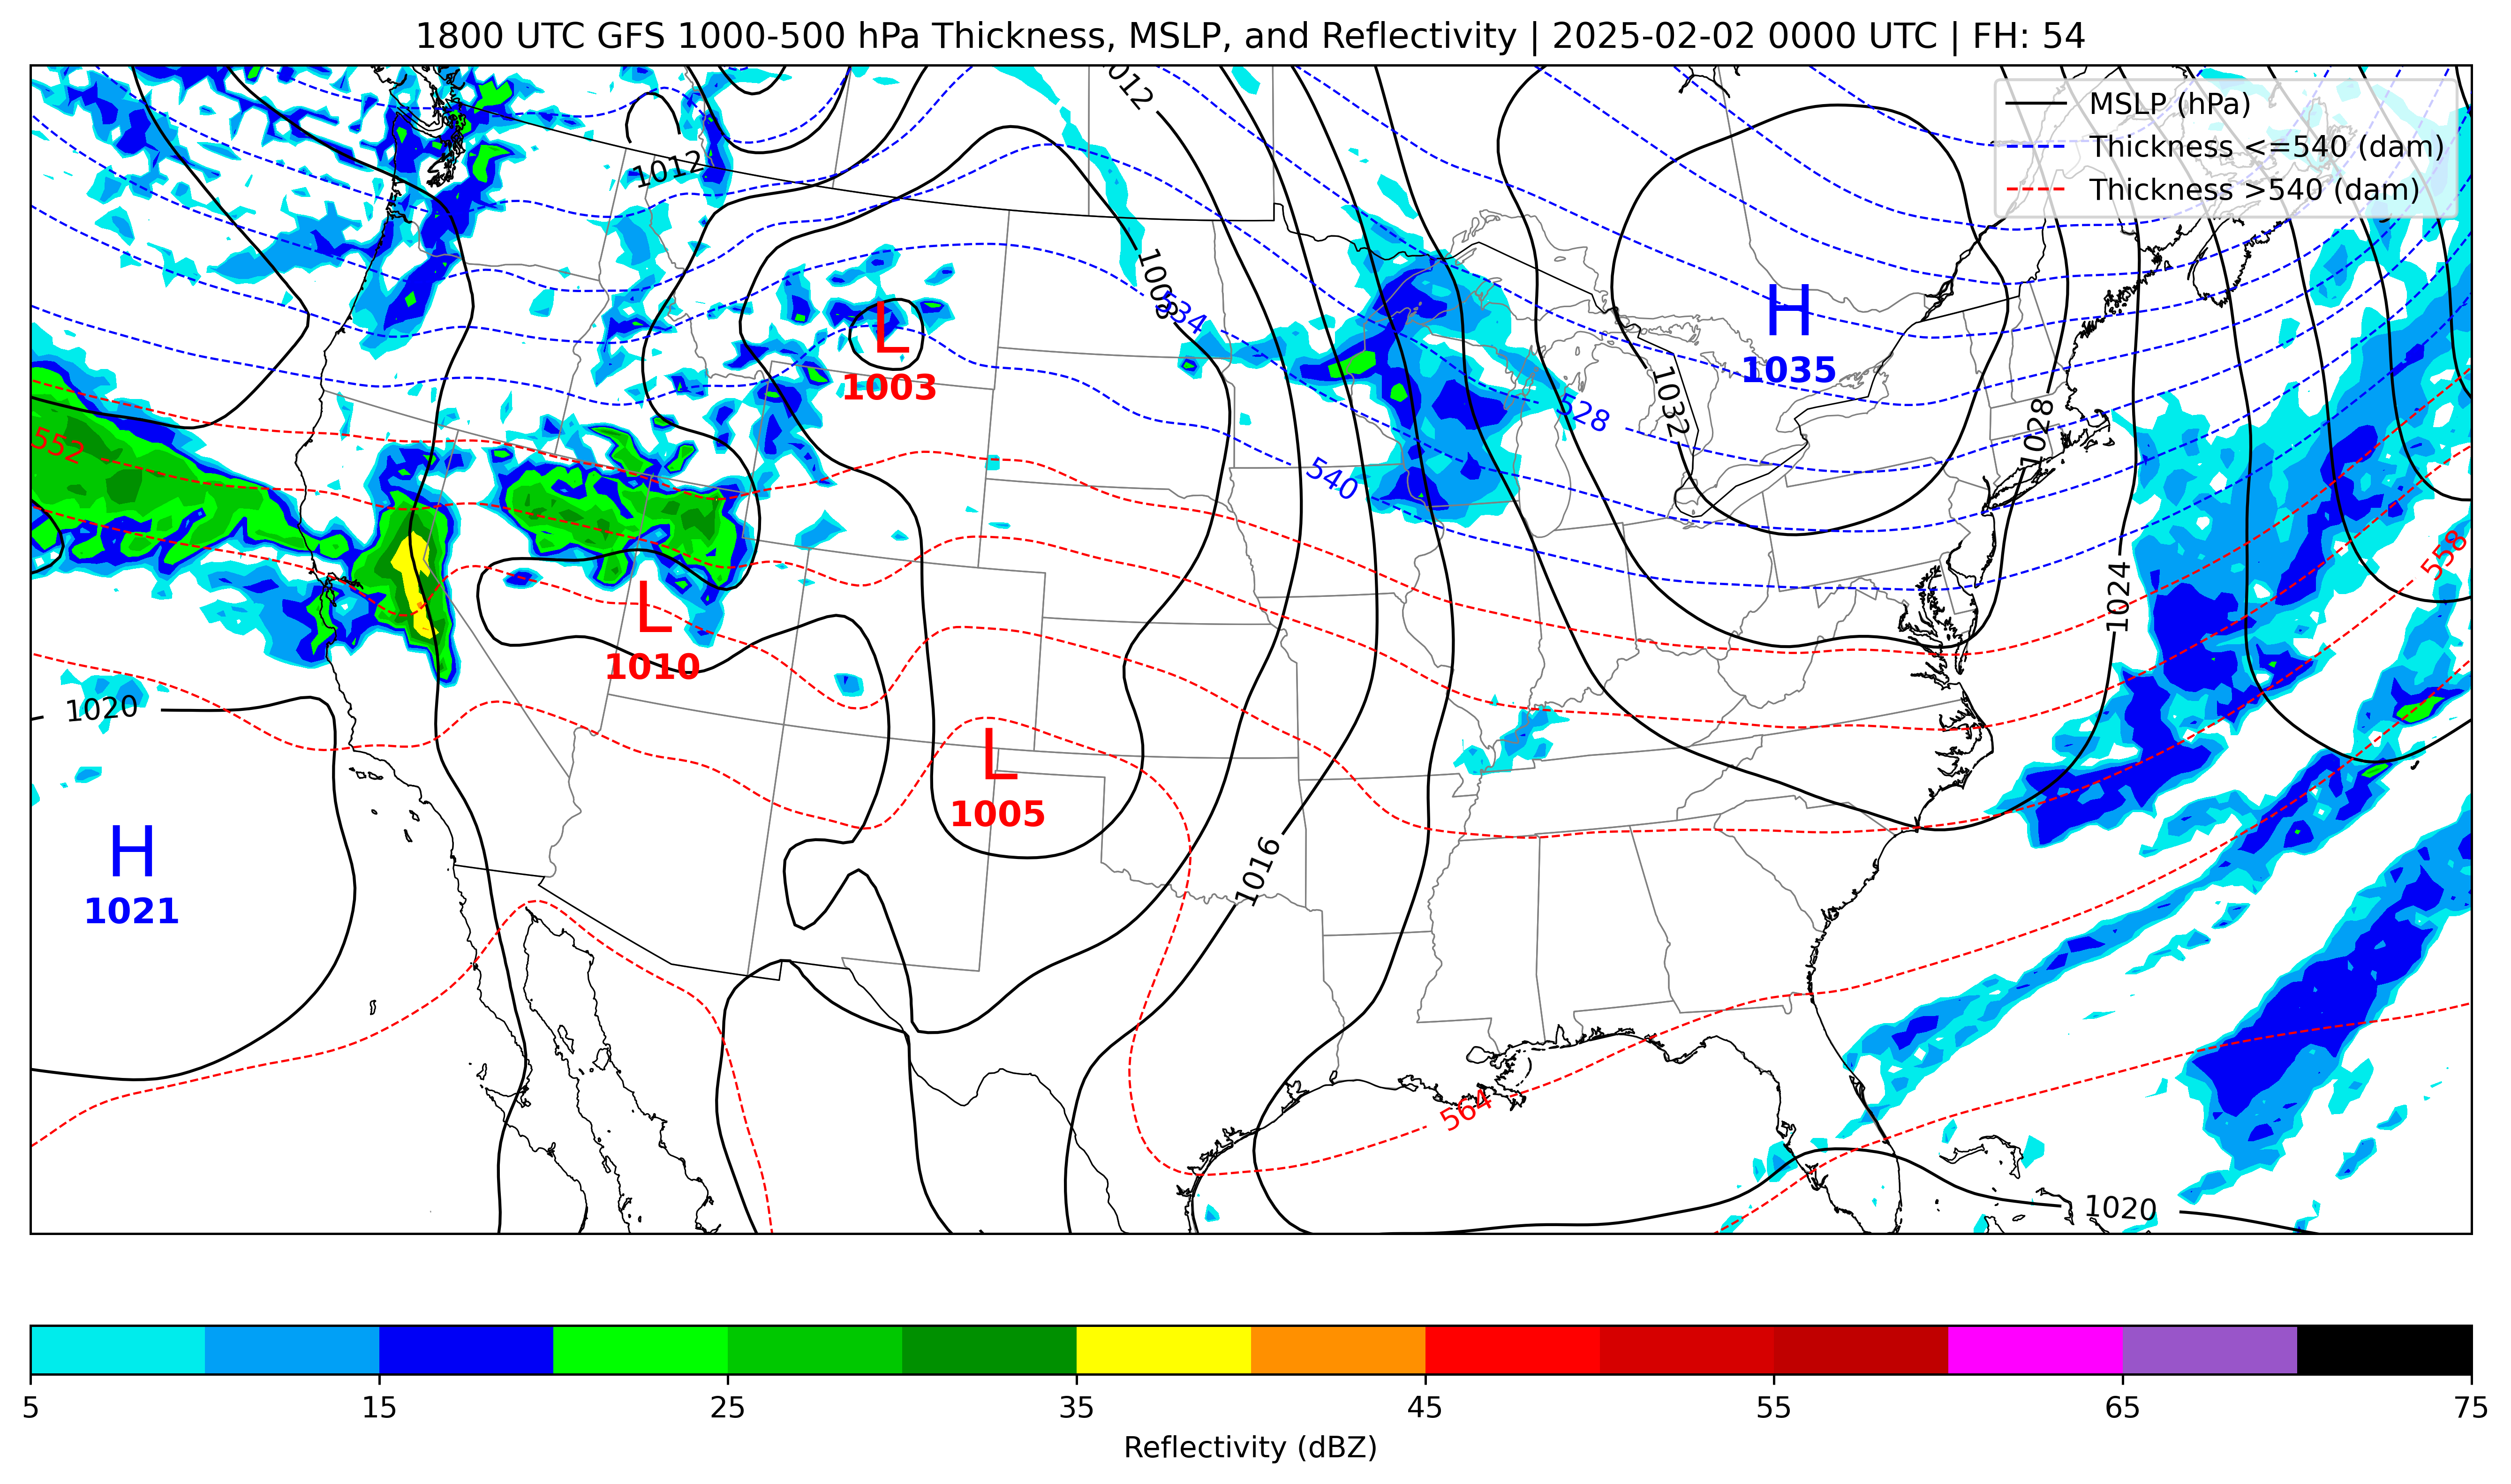 1800 UTC GFS 1000-500 hPa Thickness, MSLP, and Reflectivity | 2025-02-02 0000 UTC | FH: 54
MSLP (hPa)
Thickness <=540 (dam)
Thickness >540 (dam)
1012
1012
1008
534
H
1035
L
1003
528
1032
1028
552
540
558
1024
L
1010
1020
L
1005
H
1021
1016
564
1020
5 15 25 35 45 55 65 75
Reflectivity (dBZ)